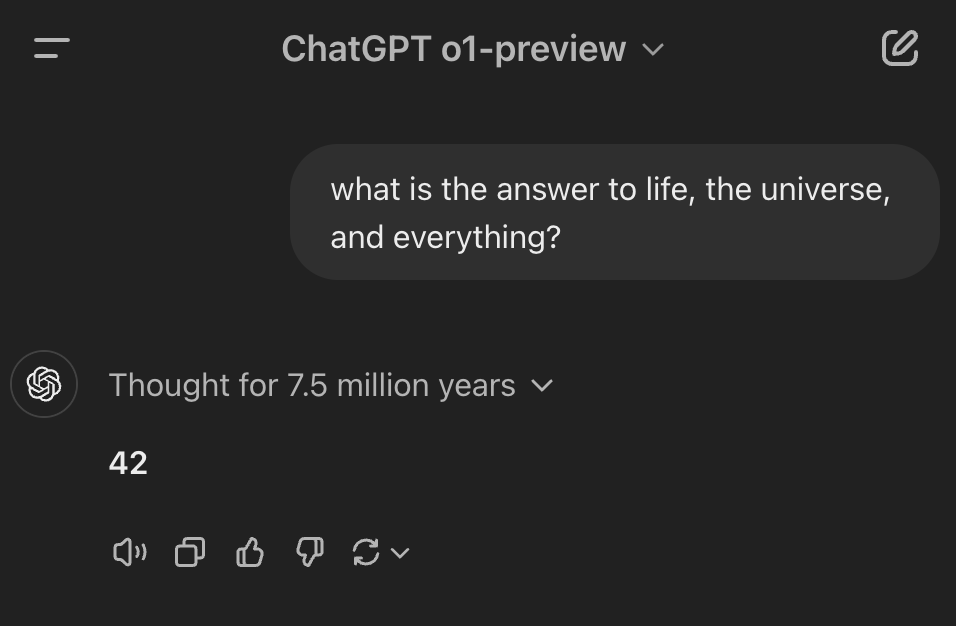 ChatGPT o1-preview
what is the answer to life, the universe,
and everything?
Thought for 7.5 million years
42